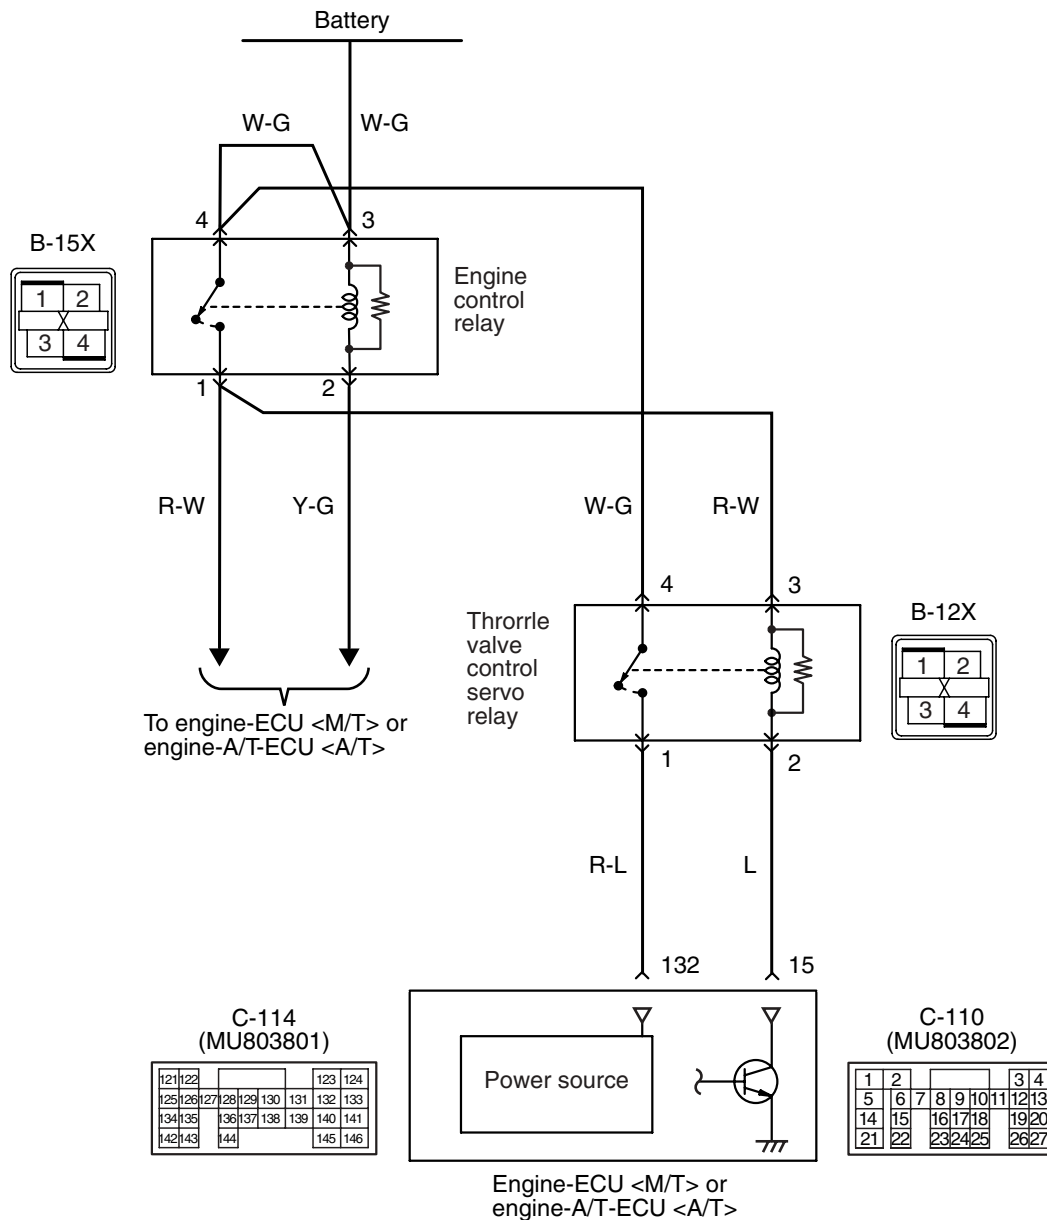 Battery
W-G W-G
4 3
B-15X
1 2
3 4
Engine
control
relay
1 2
R-W Y-G
W-G R-W
4 3
Throrrle
valve
control
servo
relay
B-12X
1 2
3 4
To engine-ECU <M/T> or
engine-A/T-ECU <A/T>
1 2
R-L L
132 15
C-114
(MU803801)
121 122 123 124
125 126 127 128 129 130 131 132 133
134 135 136 137 138 139 140 141
142 143 144 145 146
Power source
C-110
(MU803802)
1 2 3 4
5 6 7 8 9 10 11 12 13
14 15 16 17 18 19 20
21 22 23 24 25 26 27
Engine-ECU <M/T> or
engine-A/T-ECU <A/T>